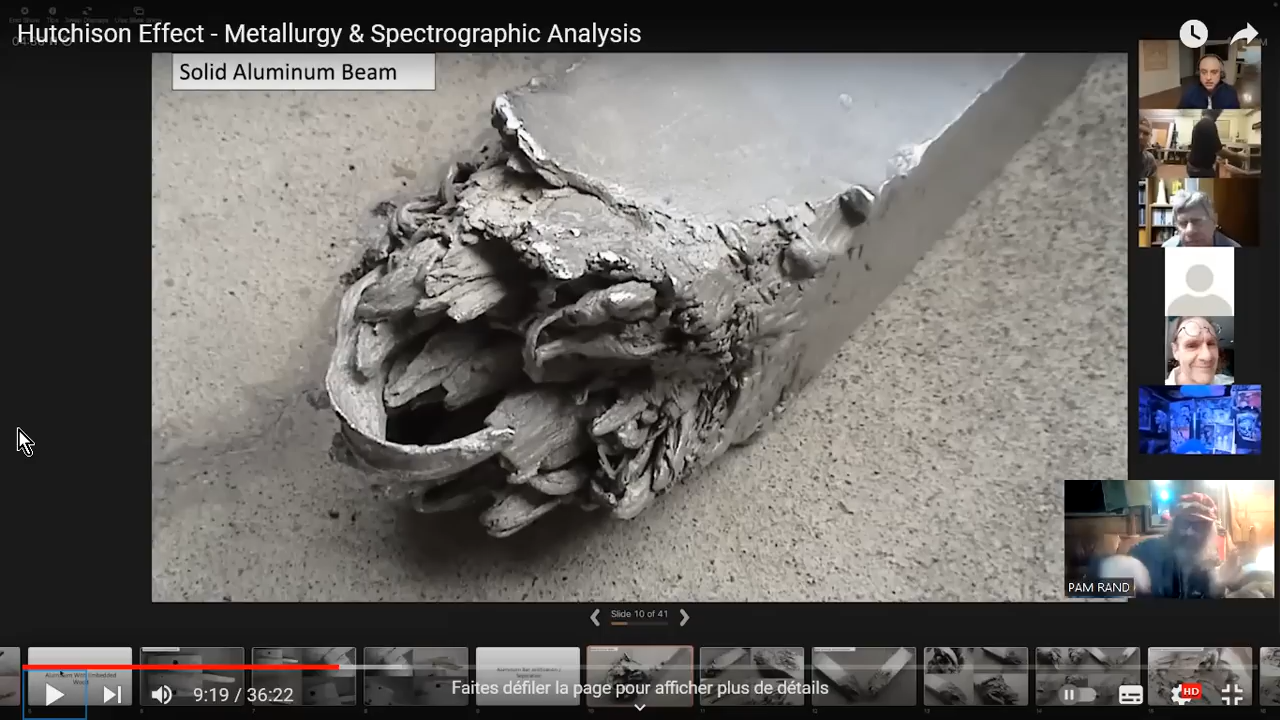 Hutchison Effect - Metallurgy & Spectrographic Analysis
Solid Aluminum Beam
PAM RAND
Slide 10 of 41
9:19 / 36:22
Faites défiler la page pour afficher plus de détails
HD